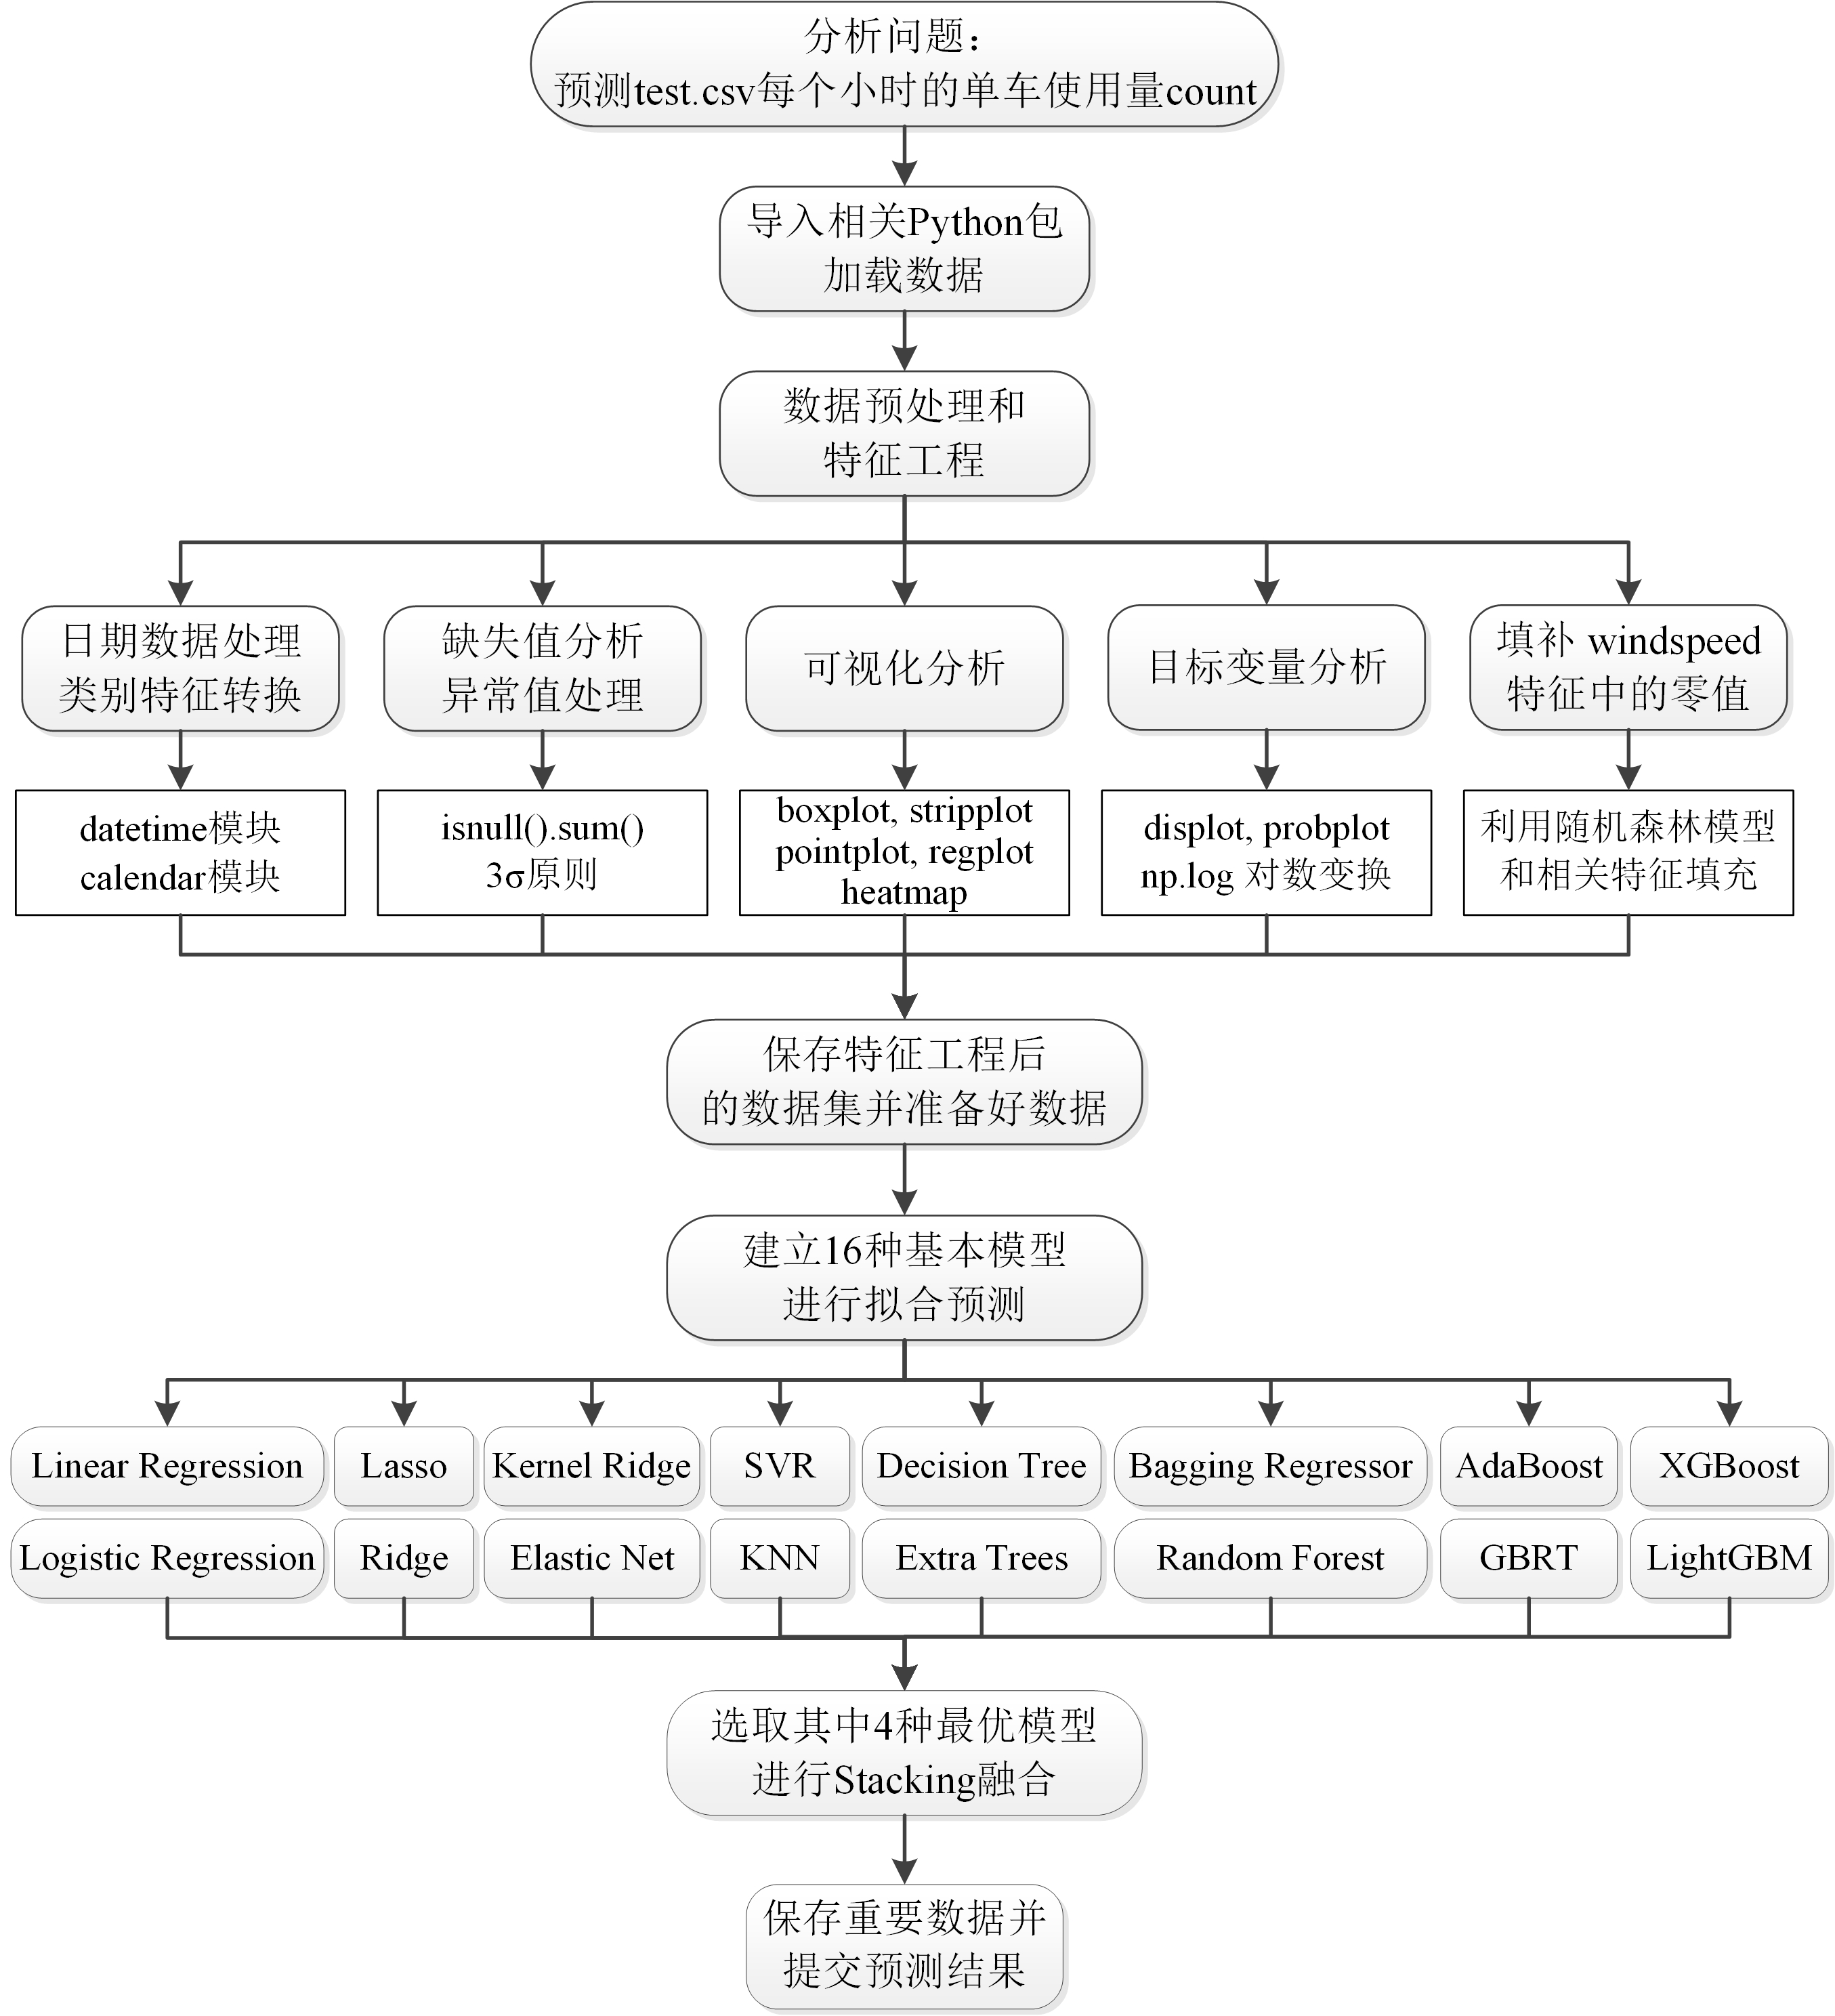 分析问题：
预测test.csv每个小时的单车使用量count
导入相关Python包
加载数据
数据预处理和
特征工程
日期数据处理
类别特征转换
缺失值分析
异常值处理
可视化分析
目标变量分析
填补 windspeed
特征中的零值
datetime模块
calendar模块
isnull().sum()
3σ原则
boxplot, stripplot
pointplot, regplot
heatmap
displot, probplot
np.log 对数变换
利用随机森林模型
和相关特征填充
保存特征工程后
的数据集并准备好数据
建立16种基本模型
进行拟合预测
Linear Regression
Lasso
Kernel Ridge
SVR
Decision Tree
Bagging Regressor
AdaBoost
XGBoost
Logistic Regression
Ridge
Elastic Net
KNN
Extra Trees
Random Forest
GBRT
LightGBM
选取其中4种最优模型
进行Stacking融合
保存重要数据并
提交预测结果